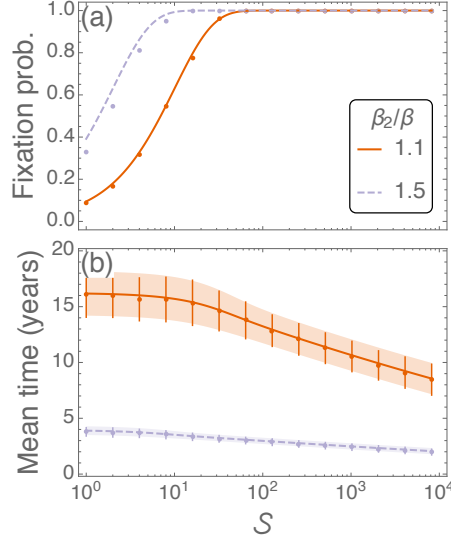 (a)
Fixation prob.
1.0
0.8
0.6
0.4
0.2
0.0
β₂/β
1.1
1.5
(b)
Mean time (years)
20
15
10
5
0
10⁰ 10¹ 10² 10³ 10⁴
S